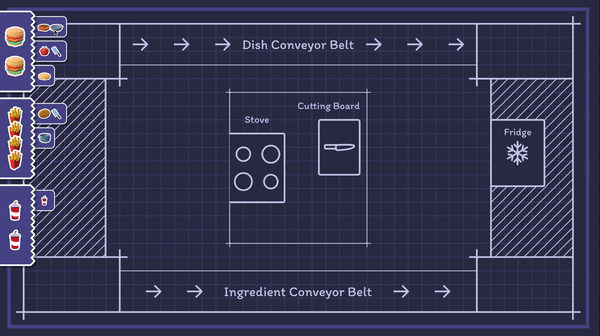 Dish Conveyor Belt
Cutting Board
Stove
Fridge
Ingredient Conveyor Belt